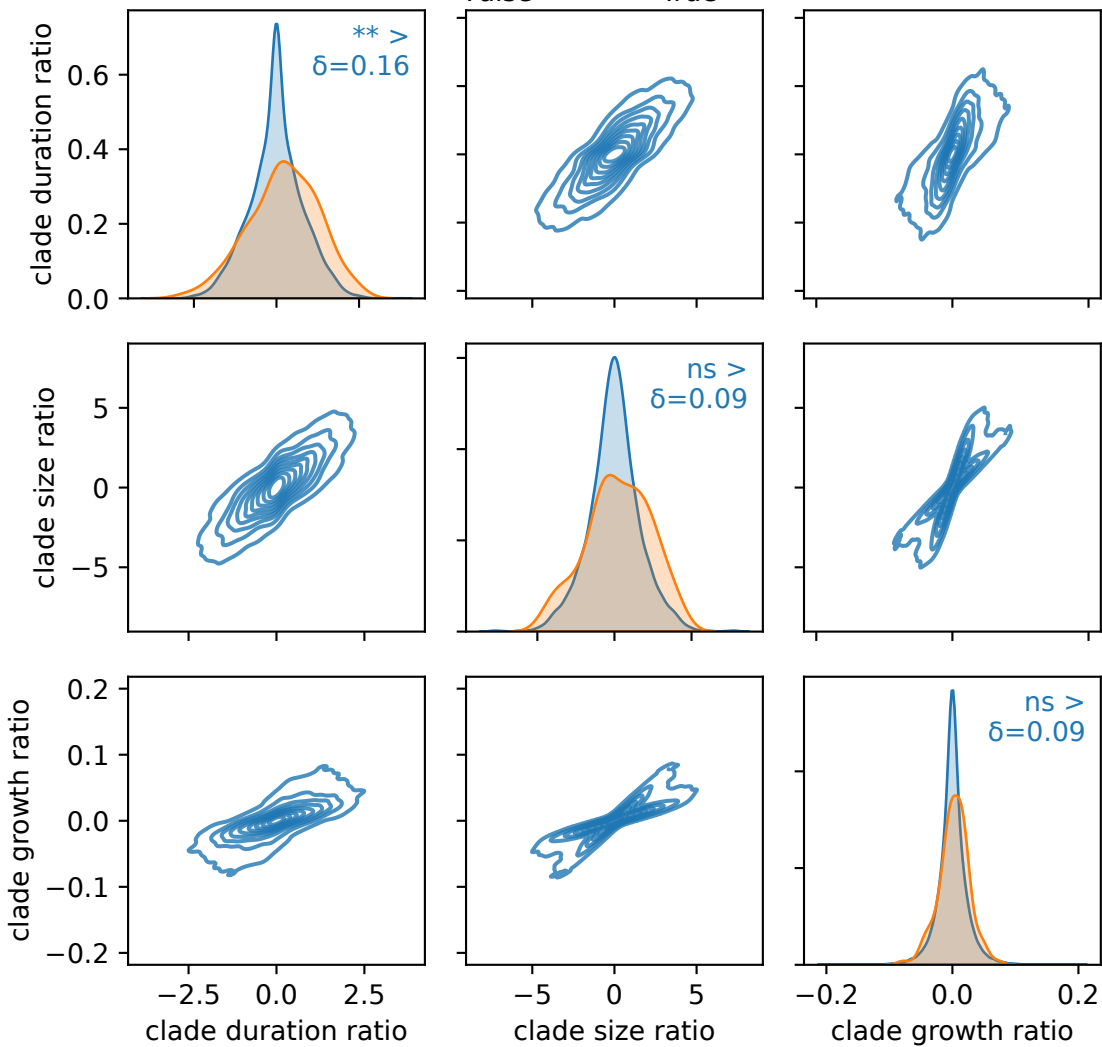 clade duration ratio
0.6
0.4
0.2
0.0
** >
δ=0.16
clade size ratio
5
0
−5
ns >
δ=0.09
clade growth ratio
0.2
0.1
0.0
−0.1
−0.2
ns >
δ=0.09
−2.5 0.0 2.5
−5 0 5
−0.2 0.0 0.2
clade duration ratio
clade size ratio
clade growth ratio